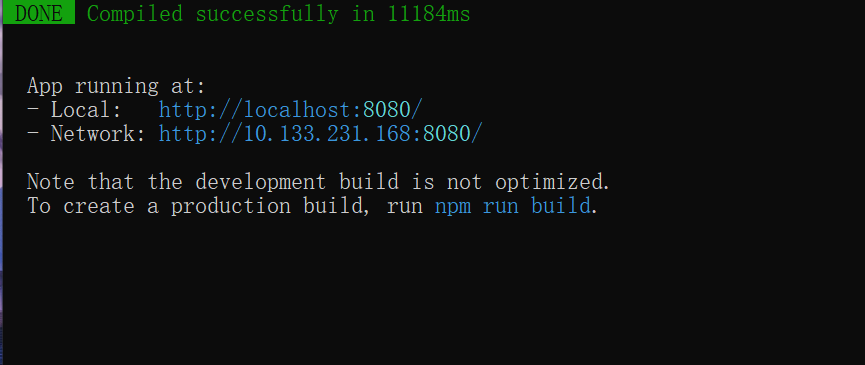 DONE Compiled successfully in 11184ms
App running at:
- Local: http://localhost:8080/
- Network: http://10.133.231.168:8080/
Note that the development build is not optimized.
To create a production build, run npm run build.